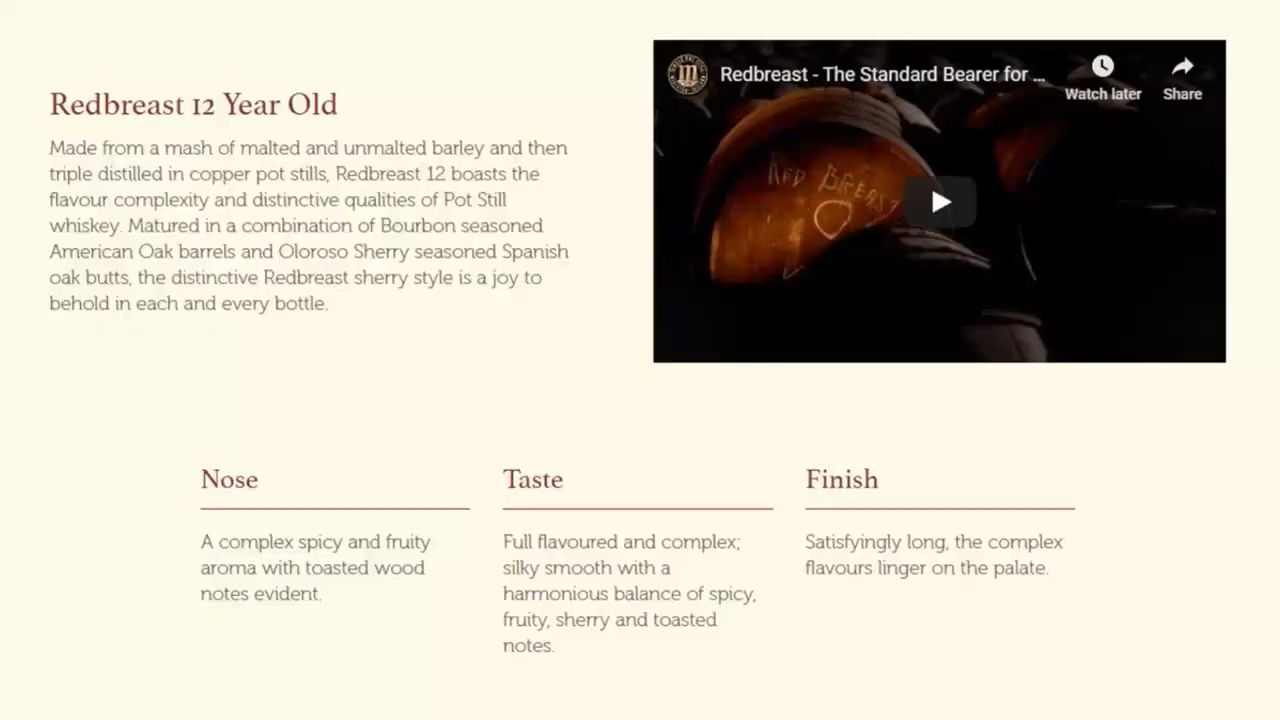 Redbreast 12 Year Old
Made from a mash of malted and unmalted barley and then
triple distilled in copper pot stills, Redbreast 12 boasts the
flavour complexity and distinctive qualities of Pot Still
whiskey. Matured in a combination of Bourbon seasoned
American Oak barrels and Oloroso Sherry seasoned Spanish
oak butts, the distinctive Redbreast sherry style is a joy to
behold in each and every bottle.
Redbreast - The Standard Bearer for ...
Watch later
Share
RED BREAST
Nose
A complex spicy and fruity
aroma with toasted wood
notes evident.
Taste
Full flavoured and complex;
silky smooth with a
harmonious balance of spicy,
fruity, sherry and toasted
notes.
Finish
Satisfyingly long, the complex
flavours linger on the palate.